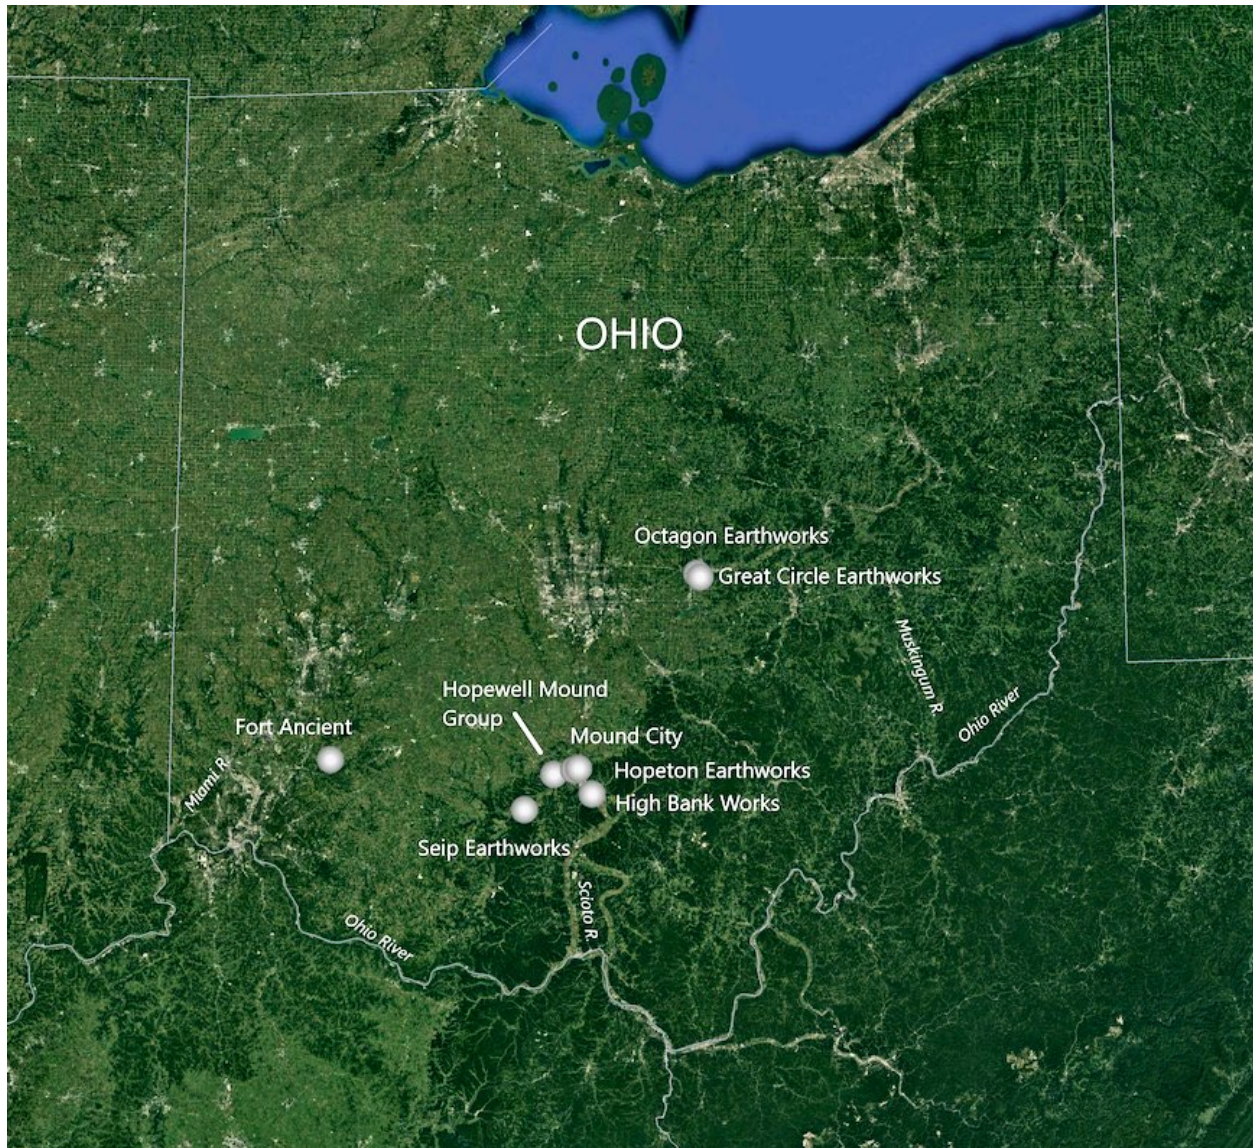 OHIO
Octagon Earthworks
Great Circle Earthworks
Muskingum R.
Hopewell Mound
Group
Ohio River
Fort Ancient
Mound City
Miami R.
Hopeton Earthworks
High Bank Works
Seip Earthworks
Scioto R.
Ohio River